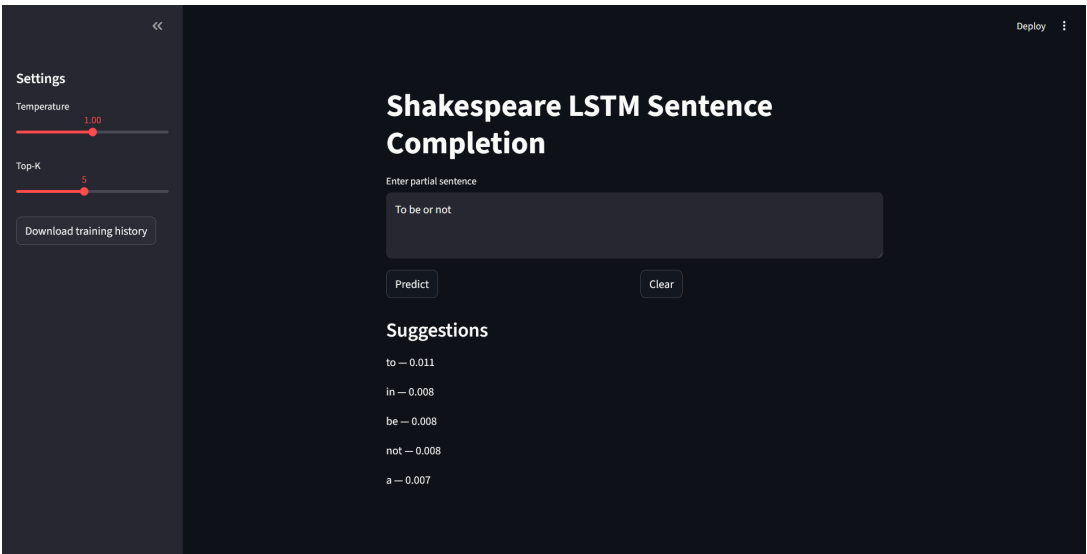 Deploy
Settings
Temperature
1.00
Top-K
5
Download training history
Shakespeare LSTM Sentence
Completion
Enter partial sentence
To be or not
Predict
Clear
Suggestions
to — 0.011
in — 0.008
be — 0.008
not — 0.008
a — 0.007